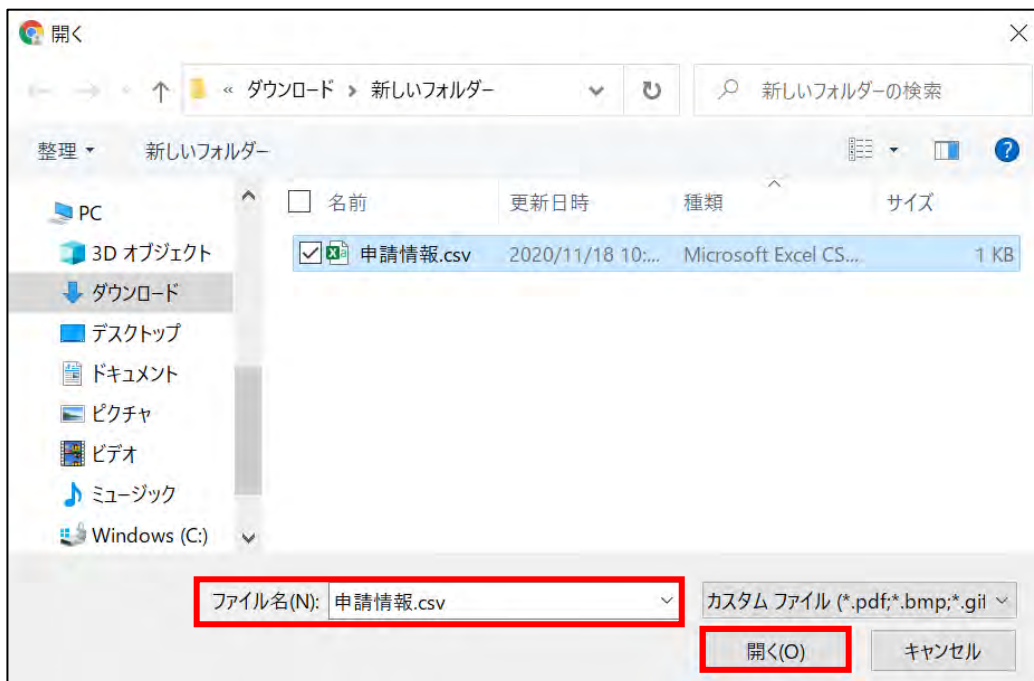 開く
« ダウンロード › 新しいフォルダー
新しいフォルダーの検索
整理
新しいフォルダー
名前 更新日時 種類 サイズ
申請情報.csv 2020/11/18 10:... Microsoft Excel CS... 1 KB
PC
3D オブジェクト
ダウンロード
デスクトップ
ドキュメント
ピクチャ
ビデオ
ミュージック
Windows (C:)
ファイル名(N): 申請情報.csv
カスタム ファイル (*.pdf;*.bmp;*.gif
開く(O) キャンセル